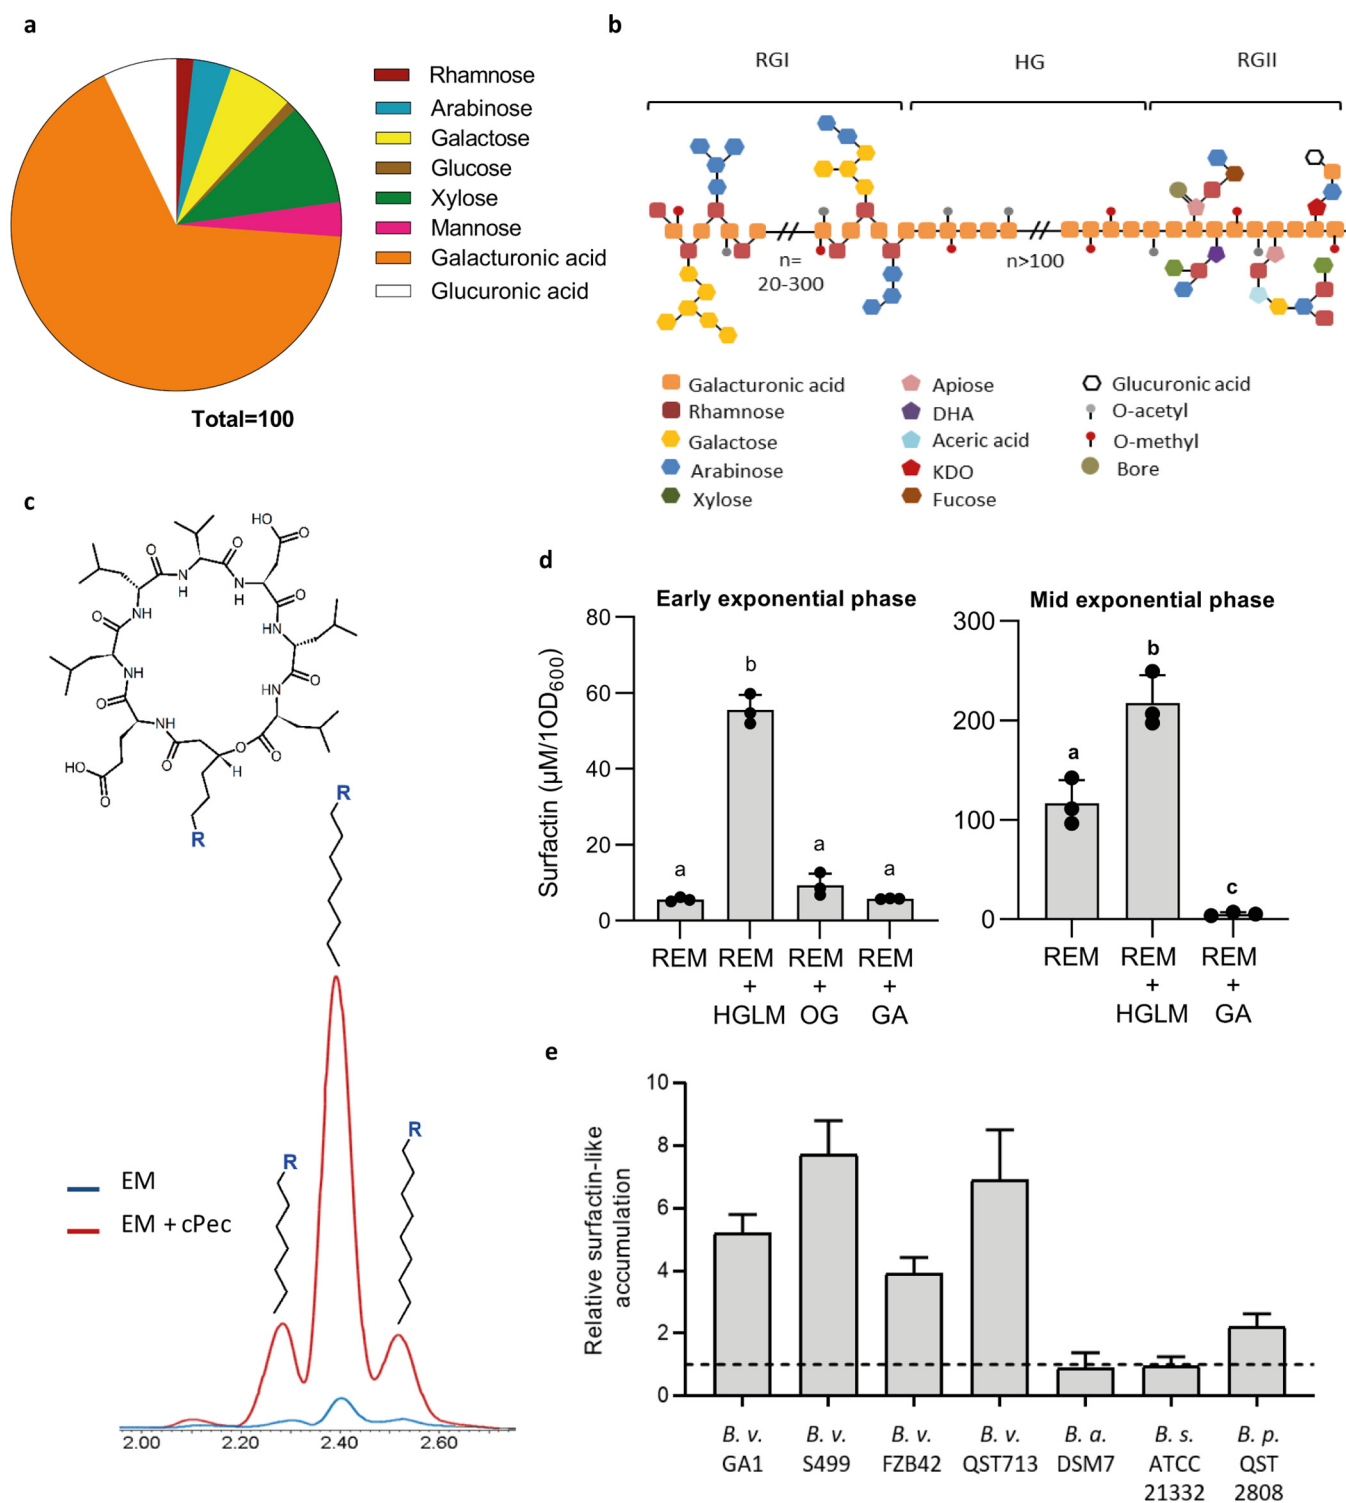 a
Rhamnose
Arabinose
Galactose
Glucose
Xylose
Mannose
Galacturonic acid
Glucuronic acid
Total=100
b
RGI
HG
RGII
n=
20-300
n>100
Galacturonic acid
Rhamnose
Galactose
Arabinose
Xylose
Apiose
DHA
Aceric acid
KDO
Fucose
Glucuronic acid
O-acetyl
O-methyl
Bore
c
HO
O
O
O
N
H
N
H
O
NH
O
HN
O
NH
O
HN
O
NH
O
O
O
H
HO
O
R
R
R
R
EM
EM + cPec
2.00
2.20
2.40
2.60
d
Early exponential phase
Surfactin (µM/1OD600)
80
60
40
20
0
a
b
a
a
REM
REM
+
HGLM
REM
+
OG
REM
+
GA
Mid exponential phase
300
200
100
0
a
b
c
REM
REM
+
HGLM
REM
+
GA
e
Relative surfactin-like
accumulation
10
8
6
4
2
0
B. v.
GA1
B. v.
S499
B. v.
FZB42
B. v.
QST713
B. a.
DSM7
B. s.
ATCC
21332
B. p.
QST
2808